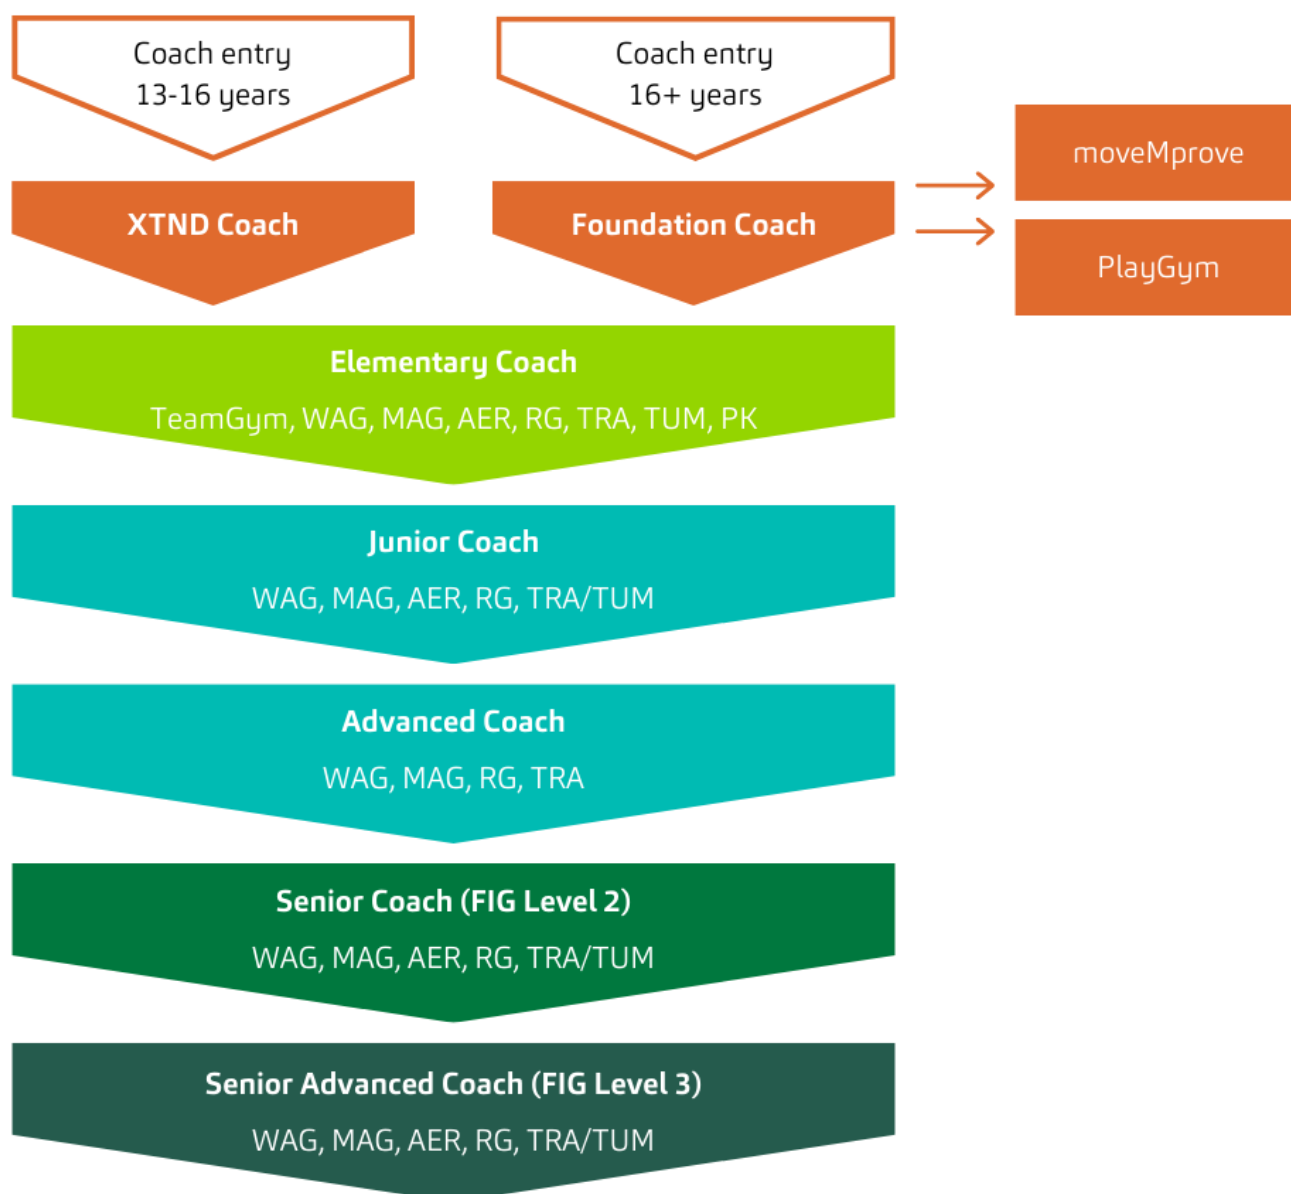 Coach entry
13-16 years
Coach entry
16+ years
moveMprove
XTND Coach
Foundation Coach
PlayGym
Elementary Coach
TeamGym, WAG, MAG, AER, RG, TRA, TUM, PK
Junior Coach
WAG, MAG, AER, RG, TRA/TUM
Advanced Coach
WAG, MAG, RG, TRA
Senior Coach (FIG Level 2)
WAG, MAG, AER, RG, TRA/TUM
Senior Advanced Coach (FIG Level 3)
WAG, MAG, AER, RG, TRA/TUM